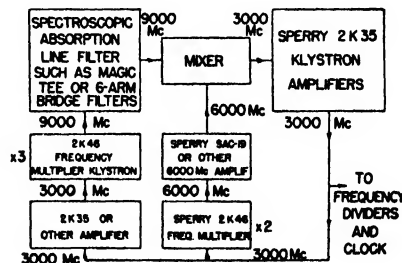 SPECTROSCOPIC
ABSORPTION
LINE FILTER
SUCH AS MAGIC
TEE OR 6-ARM
BRIDGE FILTERS
9000
Mc
MIXER
3000
Mc
SPERRY 2K35
KLYSTRON
AMPLIFIERS
9000 Mc
6000 Mc
3000 Mc
x3
2K46
FREQUENCY
MULTIPLER KLYSTRON
SPERRY SAC-19
OR OTHER
6000 Mc AMPLIF
3000 Mc
6000 Mc
TO
FREQUENCY
DIVIDERS
AND
CLOCK
2K35 OR
OTHER AMPLIFIER
SPERRY 2K46
FREQ. MULTIPLIER
x2
3000 Mc
3000 Mc